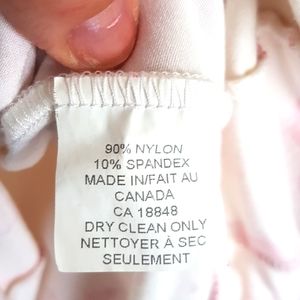 90% NYLON
10% SPANDEX
MADE IN/FAIT AU
CANADA
CA 18848
DRY CLEAN ONLY
NETTOYER À SEC
SEULEMENT